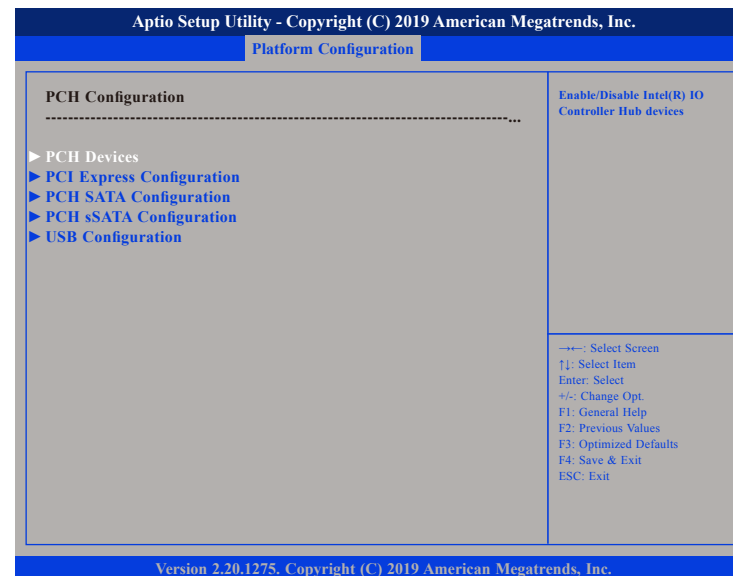 Aptio Setup Utility - Copyright (C) 2019 American Megatrends, Inc.
Platform Configuration
PCH Configuration
--------------------------------------------------------------------------------...
► PCH Devices
► PCI Express Configuration
► PCH SATA Configuration
► PCH sSATA Configuration
► USB Configuration
Enable/Disable Intel(R) IO
Controller Hub devices
→←: Select Screen
↑↓: Select Item
Enter: Select
+/-: Change Opt.
F1: General Help
F2: Previous Values
F3: Optimized Defaults
F4: Save & Exit
ESC: Exit
Version 2.20.1275. Copyright (C) 2019 American Megatrends, Inc.